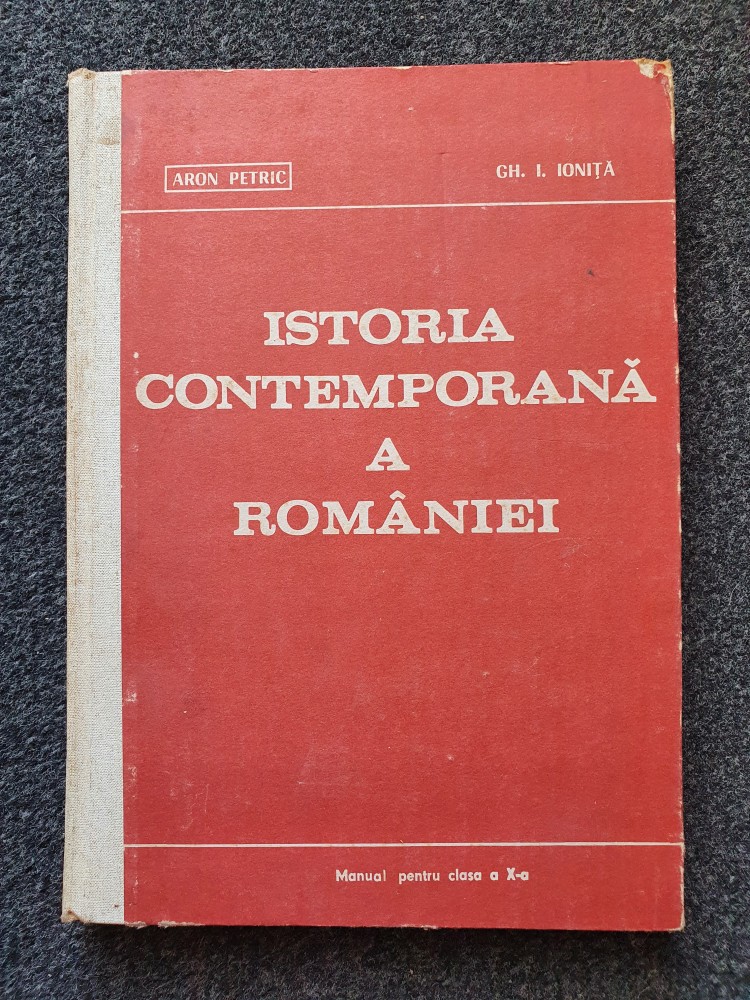 ARON PETRIC
GH. I. IONIȚĂ
ISTORIA
CONTEMPORANĂ
A
ROMÂNIEI
Manual pentru clasa a X-a